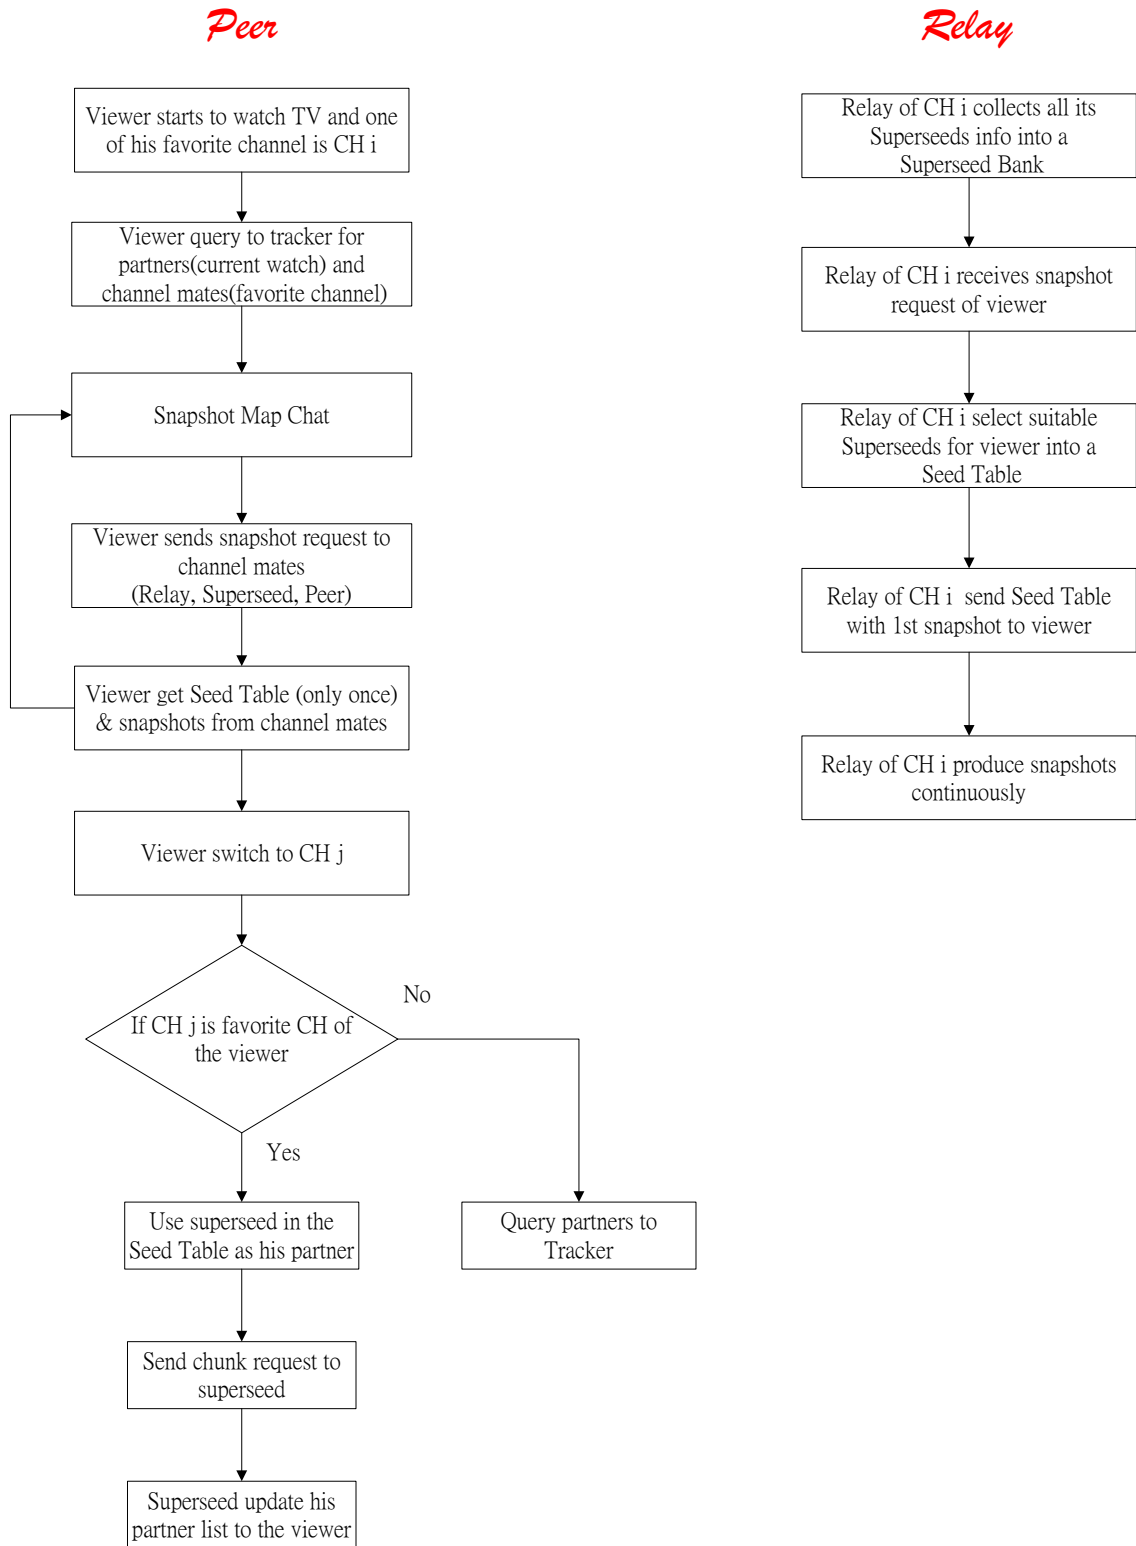 Peer
Viewer starts to watch TV and one
of his favorite channel is CH i
Viewer query to tracker for
partners(current watch) and
channel mates(favorite channel)
Snapshot Map Chat
Viewer sends snapshot request to
channel mates
(Relay, Superseed, Peer)
Viewer get Seed Table (only once)
& snapshots from channel mates
Viewer switch to CH j
If CH j is favorite CH of
the viewer
No
Yes
Use superseed in the
Seed Table as his partner
Query partners to
Tracker
Send chunk request to
superseed
Superseed update his
partner list to the viewer
Relay
Relay of CH i collects all its
Superseeds info into a
Superseed Bank
Relay of CH i receives snapshot
request of viewer
Relay of CH i select suitable
Superseeds for viewer into a
Seed Table
Relay of CH i  send Seed Table
with 1st snapshot to viewer
Relay of CH i produce snapshots
continuously